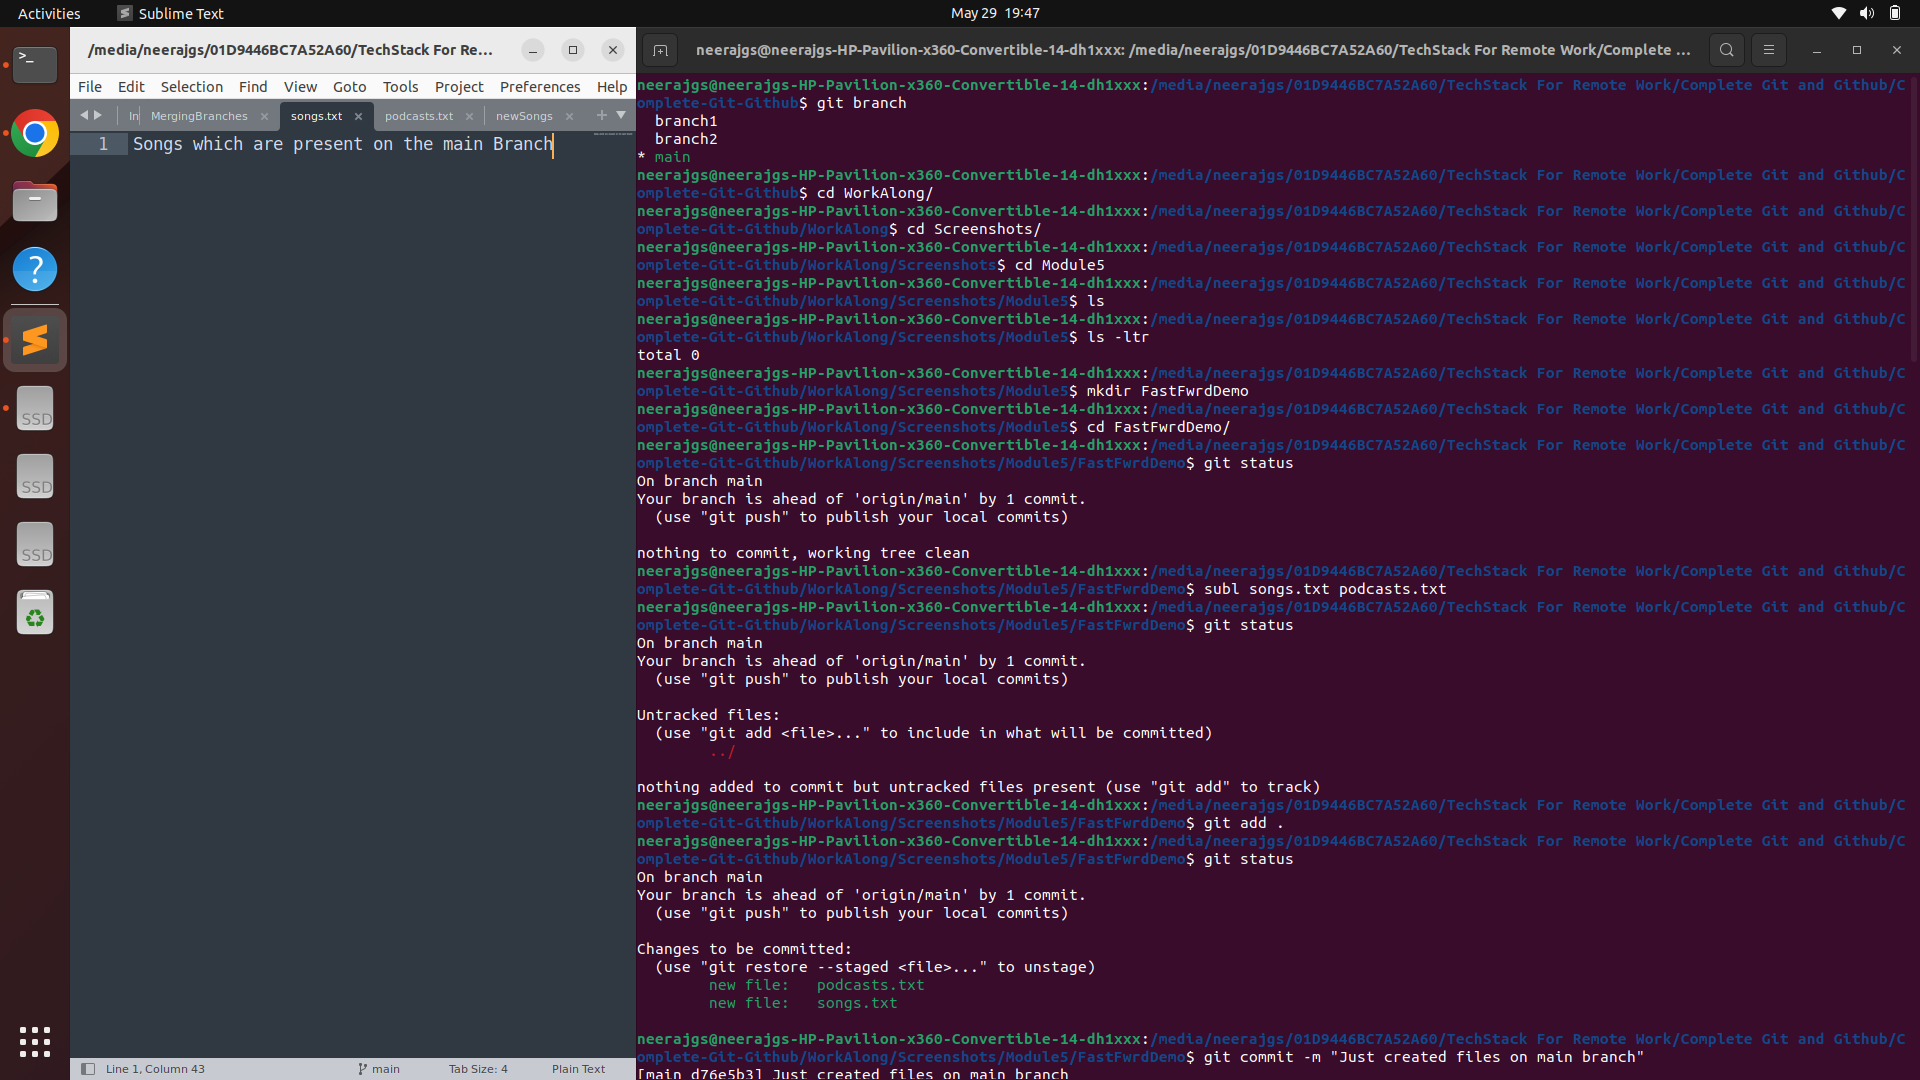 Activities
Sublime Text
May 29 19:47
/media/neerajgs/01D9446BC7A52A60/TechStack For Re...
File Edit Selection Find View Goto Tools Project Preferences Help
In MergingBranches songs.txt podcasts.txt newSongs
1 Songs which are present on the main Branch
SSD
SSD
SSD
Line 1, Column 43 main Tab Size: 4 Plain Text
neerajgs@neerajgs-HP-Pavilion-x360-Convertible-14-dh1xxx: /media/neerajgs/01D9446BC7A52A60/TechStack For Remote Work/Complete ...
neerajgs@neerajgs-HP-Pavilion-x360-Convertible-14-dh1xxx:/media/neerajgs/01D9446BC7A52A60/TechStack For Remote Work/Complete Git and Github/C
omplete-Git-Github$ git branch
branch1
branch2
* main
neerajgs@neerajgs-HP-Pavilion-x360-Convertible-14-dh1xxx:/media/neerajgs/01D9446BC7A52A60/TechStack For Remote Work/Complete Git and Github/C
omplete-Git-Github$ cd WorkAlong/
neerajgs@neerajgs-HP-Pavilion-x360-Convertible-14-dh1xxx:/media/neerajgs/01D9446BC7A52A60/TechStack For Remote Work/Complete Git and Github/C
omplete-Git-Github/WorkAlong$ cd Screenshots/
neerajgs@neerajgs-HP-Pavilion-x360-Convertible-14-dh1xxx:/media/neerajgs/01D9446BC7A52A60/TechStack For Remote Work/Complete Git and Github/C
omplete-Git-Github/WorkAlong/Screenshots$ cd Module5
neerajgs@neerajgs-HP-Pavilion-x360-Convertible-14-dh1xxx:/media/neerajgs/01D9446BC7A52A60/TechStack For Remote Work/Complete Git and Github/C
omplete-Git-Github/WorkAlong/Screenshots/Module5$ ls
neerajgs@neerajgs-HP-Pavilion-x360-Convertible-14-dh1xxx:/media/neerajgs/01D9446BC7A52A60/TechStack For Remote Work/Complete Git and Github/C
omplete-Git-Github/WorkAlong/Screenshots/Module5$ ls -ltr
total 0
neerajgs@neerajgs-HP-Pavilion-x360-Convertible-14-dh1xxx:/media/neerajgs/01D9446BC7A52A60/TechStack For Remote Work/Complete Git and Github/C
omplete-Git-Github/WorkAlong/Screenshots/Module5$ mkdir FastFwrdDemo
neerajgs@neerajgs-HP-Pavilion-x360-Convertible-14-dh1xxx:/media/neerajgs/01D9446BC7A52A60/TechStack For Remote Work/Complete Git and Github/C
omplete-Git-Github/WorkAlong/Screenshots/Module5$ cd FastFwrdDemo/
neerajgs@neerajgs-HP-Pavilion-x360-Convertible-14-dh1xxx:/media/neerajgs/01D9446BC7A52A60/TechStack For Remote Work/Complete Git and Github/C
omplete-Git-Github/WorkAlong/Screenshots/Module5/FastFwrdDemo$ git status
On branch main
Your branch is ahead of 'origin/main' by 1 commit.
(use "git push" to publish your local commits)
nothing to commit, working tree clean
neerajgs@neerajgs-HP-Pavilion-x360-Convertible-14-dh1xxx:/media/neerajgs/01D9446BC7A52A60/TechStack For Remote Work/Complete Git and Github/C
omplete-Git-Github/WorkAlong/Screenshots/Module5/FastFwrdDemo$ subl songs.txt podcasts.txt
neerajgs@neerajgs-HP-Pavilion-x360-Convertible-14-dh1xxx:/media/neerajgs/01D9446BC7A52A60/TechStack For Remote Work/Complete Git and Github/C
omplete-Git-Github/WorkAlong/Screenshots/Module5/FastFwrdDemo$ git status
On branch main
Your branch is ahead of 'origin/main' by 1 commit.
(use "git push" to publish your local commits)
Untracked files:
(use "git add <file>..." to include in what will be committed)
../
nothing added to commit but untracked files present (use "git add" to track)
neerajgs@neerajgs-HP-Pavilion-x360-Convertible-14-dh1xxx:/media/neerajgs/01D9446BC7A52A60/TechStack For Remote Work/Complete Git and Github/C
omplete-Git-Github/WorkAlong/Screenshots/Module5/FastFwrdDemo$ git add .
neerajgs@neerajgs-HP-Pavilion-x360-Convertible-14-dh1xxx:/media/neerajgs/01D9446BC7A52A60/TechStack For Remote Work/Complete Git and Github/C
omplete-Git-Github/WorkAlong/Screenshots/Module5/FastFwrdDemo$ git status
On branch main
Your branch is ahead of 'origin/main' by 1 commit.
(use "git push" to publish your local commits)
Changes to be committed:
(use "git restore --staged <file>..." to unstage)
new file: podcasts.txt
new file: songs.txt
neerajgs@neerajgs-HP-Pavilion-x360-Convertible-14-dh1xxx:/media/neerajgs/01D9446BC7A52A60/TechStack For Remote Work/Complete Git and Github/C
omplete-Git-Github/WorkAlong/Screenshots/Module5/FastFwrdDemo$ git commit -m "Just created files on main branch"
[main d76e5b3] Just created files on main branch